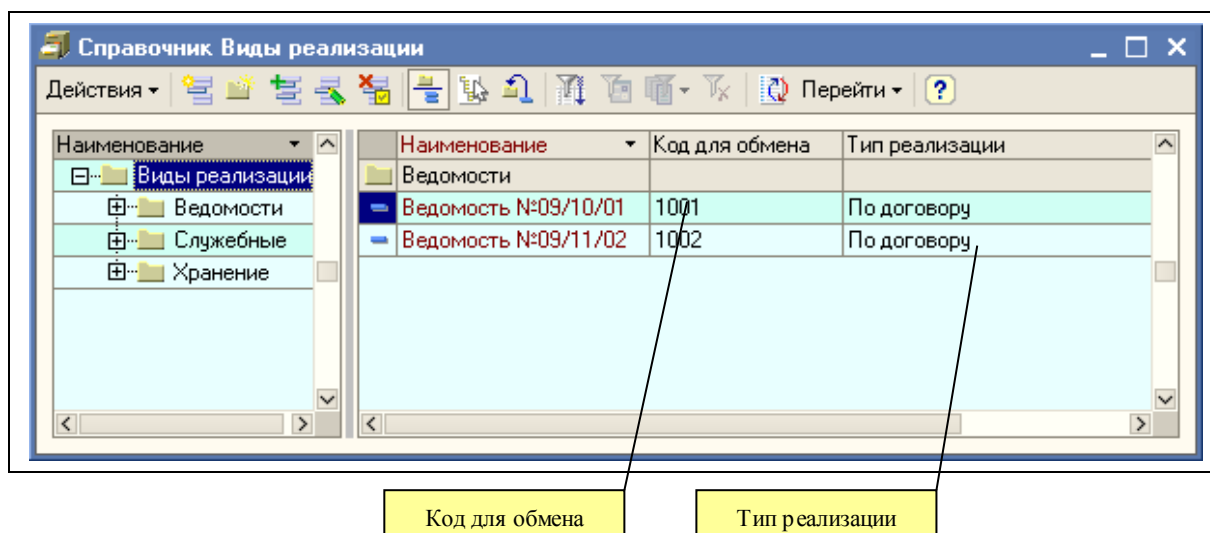 Справочник Виды реализации
Действия Перейти ?
Наименование
Виды реализации
Ведомости
Служебные
Хранение
Наименование Код для обмена Тип реализации
Ведомости
Ведомость №09/10/01 1001 По договору
Ведомость №09/11/02 1002 По договору
Код для обмена Тип реализации